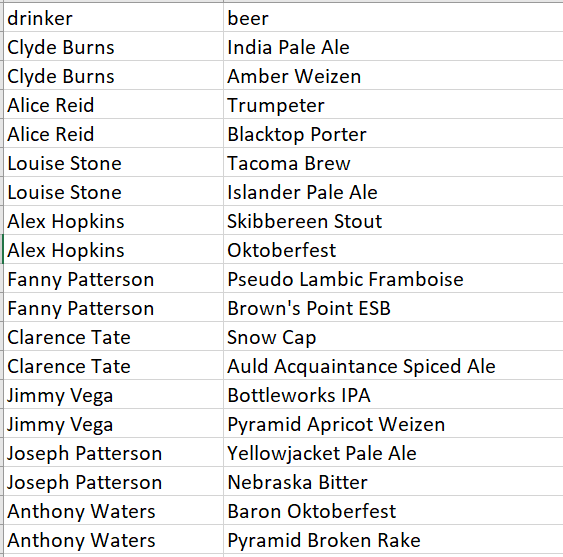 drinker beer
Clyde Burns India Pale Ale
Clyde Burns Amber Weizen
Alice Reid Trumpeter
Alice Reid Blacktop Porter
Louise Stone Tacoma Brew
Louise Stone Islander Pale Ale
Alex Hopkins Skibbereen Stout
Alex Hopkins Oktoberfest
Fanny Patterson Pseudo Lambic Framboise
Fanny Patterson Brown's Point ESB
Clarence Tate Snow Cap
Clarence Tate Auld Acquaintance Spiced Ale
Jimmy Vega Bottleworks IPA
Jimmy Vega Pyramid Apricot Weizen
Joseph Patterson Yellowjacket Pale Ale
Joseph Patterson Nebraska Bitter
Anthony Waters Baron Oktoberfest
Anthony Waters Pyramid Broken Rake